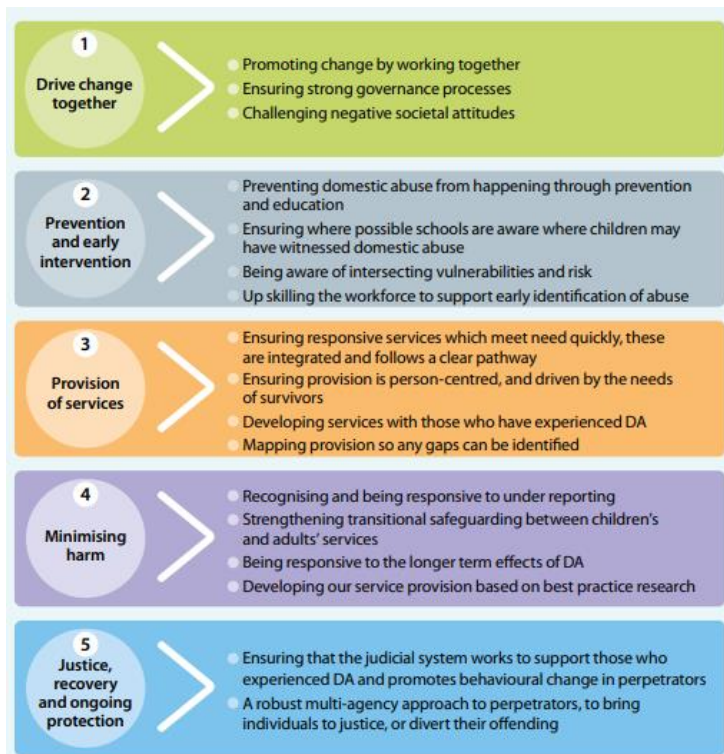 1
Drive change
together
Promoting change by working together
Ensuring strong governance processes
Challenging negative societal attitudes
2
Prevention
and early
intervention
Preventing domestic abuse from happening through prevention
and education
Ensuring where possible schools are aware where children may
have witnessed domestic abuse
Being aware of intersecting vulnerabilities and risk
Up skilling the workforce to support early identification of abuse
3
Provision
of services
Ensuring responsive services which meet need quickly, these
are integrated and follows a clear pathway
Ensuring provision is person-centred, and driven by the needs
of survivors
Developing services with those who have experienced DA
Mapping provision so any gaps can be identified
4
Minimising
harm
Recognising and being responsive to under reporting
Strengthening transitional safeguarding between children's
and adults' services
Being responsive to the longer term effects of DA
Developing our service provision based on best practice research
5
Justice,
recovery
and ongoing
protection
Ensuring that the judicial system works to support those who
experienced DA and promotes behavioural change in perpetrators
A robust multi-agency approach to perpetrators, to bring
individuals to justice, or divert their offending